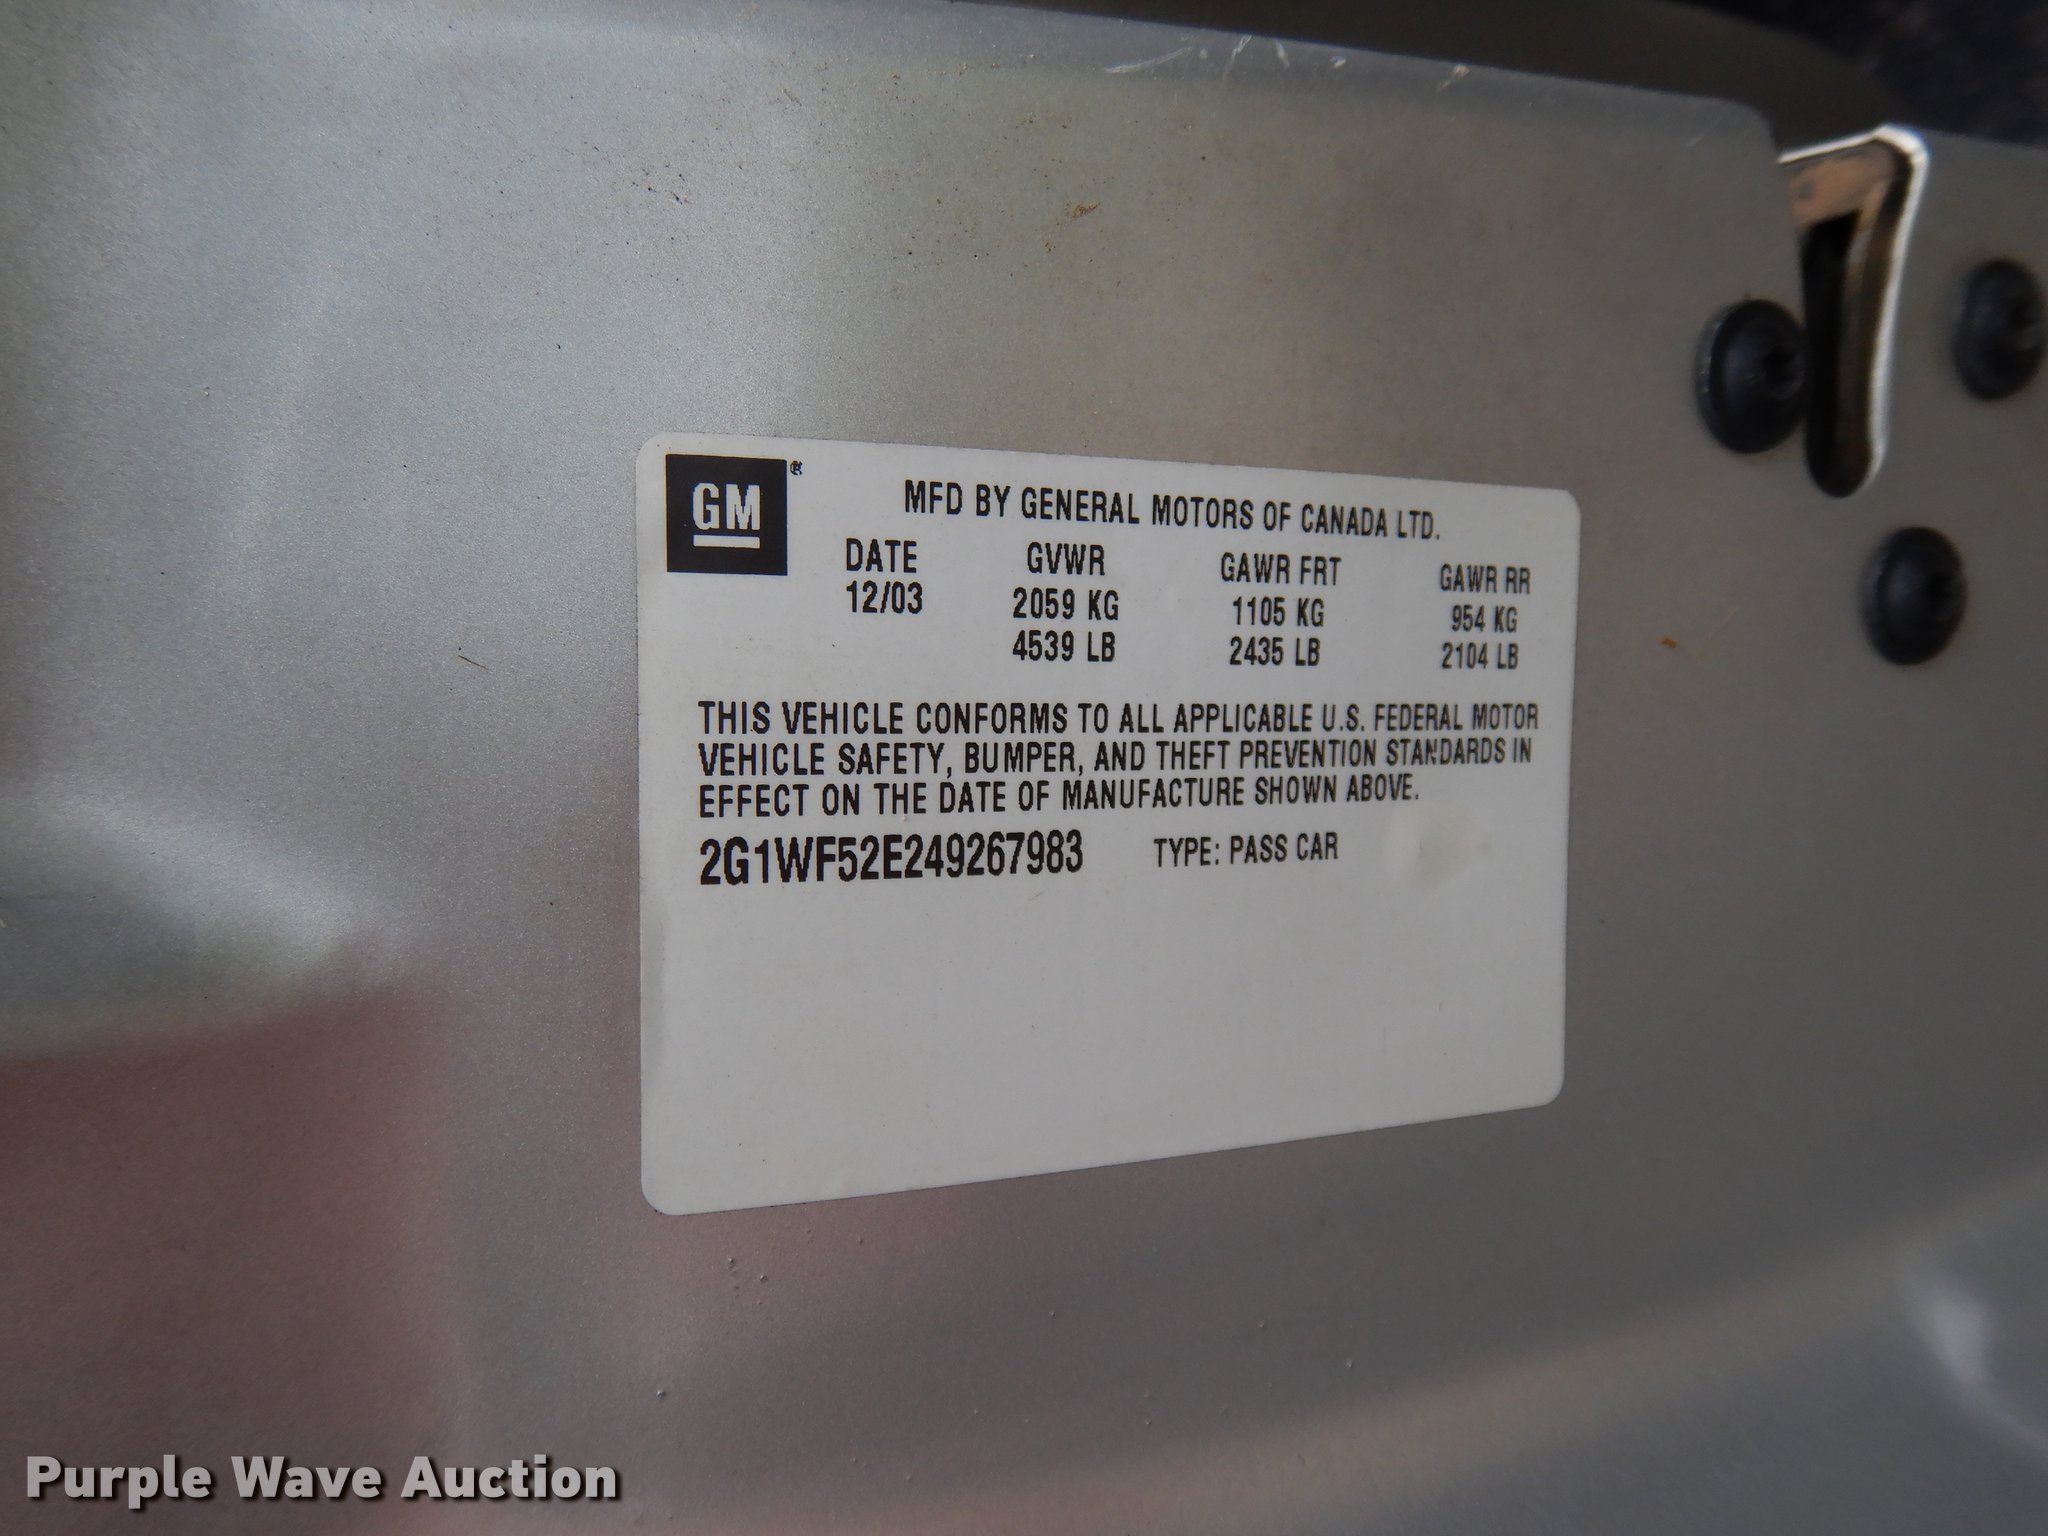 GM®
MFD BY GENERAL MOTORS OF CANADA LTD.
DATE GVWR GAWR FRT GAWR RR
12/03 2059 KG 1105 KG 954 KG
4539 LB 2435 LB 2104 LB
THIS VEHICLE CONFORMS TO ALL APPLICABLE U.S. FEDERAL MOTOR
VEHICLE SAFETY, BUMPER, AND THEFT PREVENTION STANDARDS IN
EFFECT ON THE DATE OF MANUFACTURE SHOWN ABOVE.
2G1WF52E249267983 TYPE: PASS CAR
Purple Wave Auction